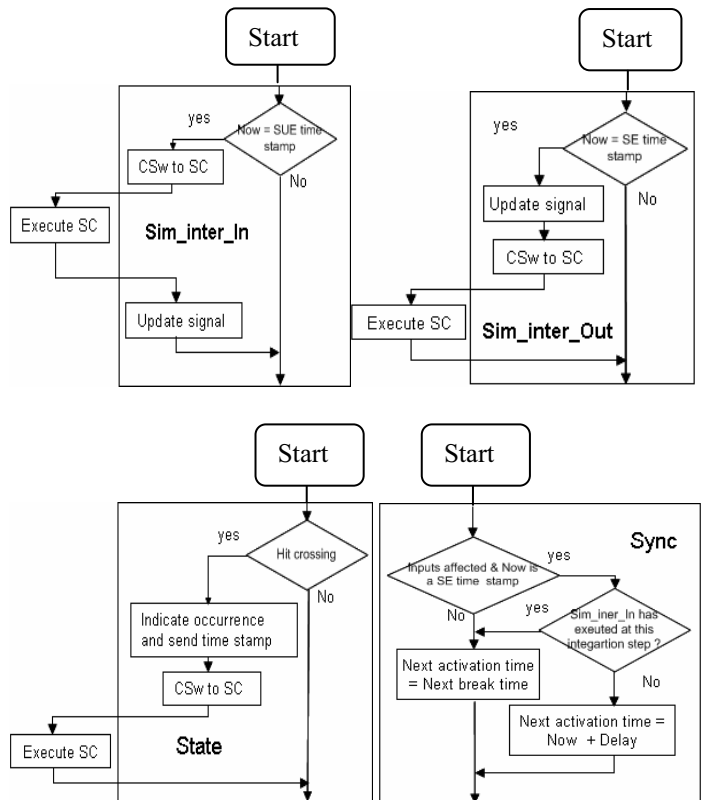 Start
Now = SUE time
stamp
yes
No
CSw to SC
Execute SC
Sim_inter_In
Update signal
Start
Now = SE time
stamp
yes
No
Update signal
CSw to SC
Execute SC
Sim_inter_Out
Start
Hit crossing
yes
No
Indicate occurrence
and send time stamp
CSw to SC
Execute SC
State
Start
Sync
Inputs affected & Now is
a SE time stamp
yes
No
Sim_iner_In has
exeuted at this
integartion step ?
yes
No
Next activation time
= Next break time
Next activation time =
Now + Delay